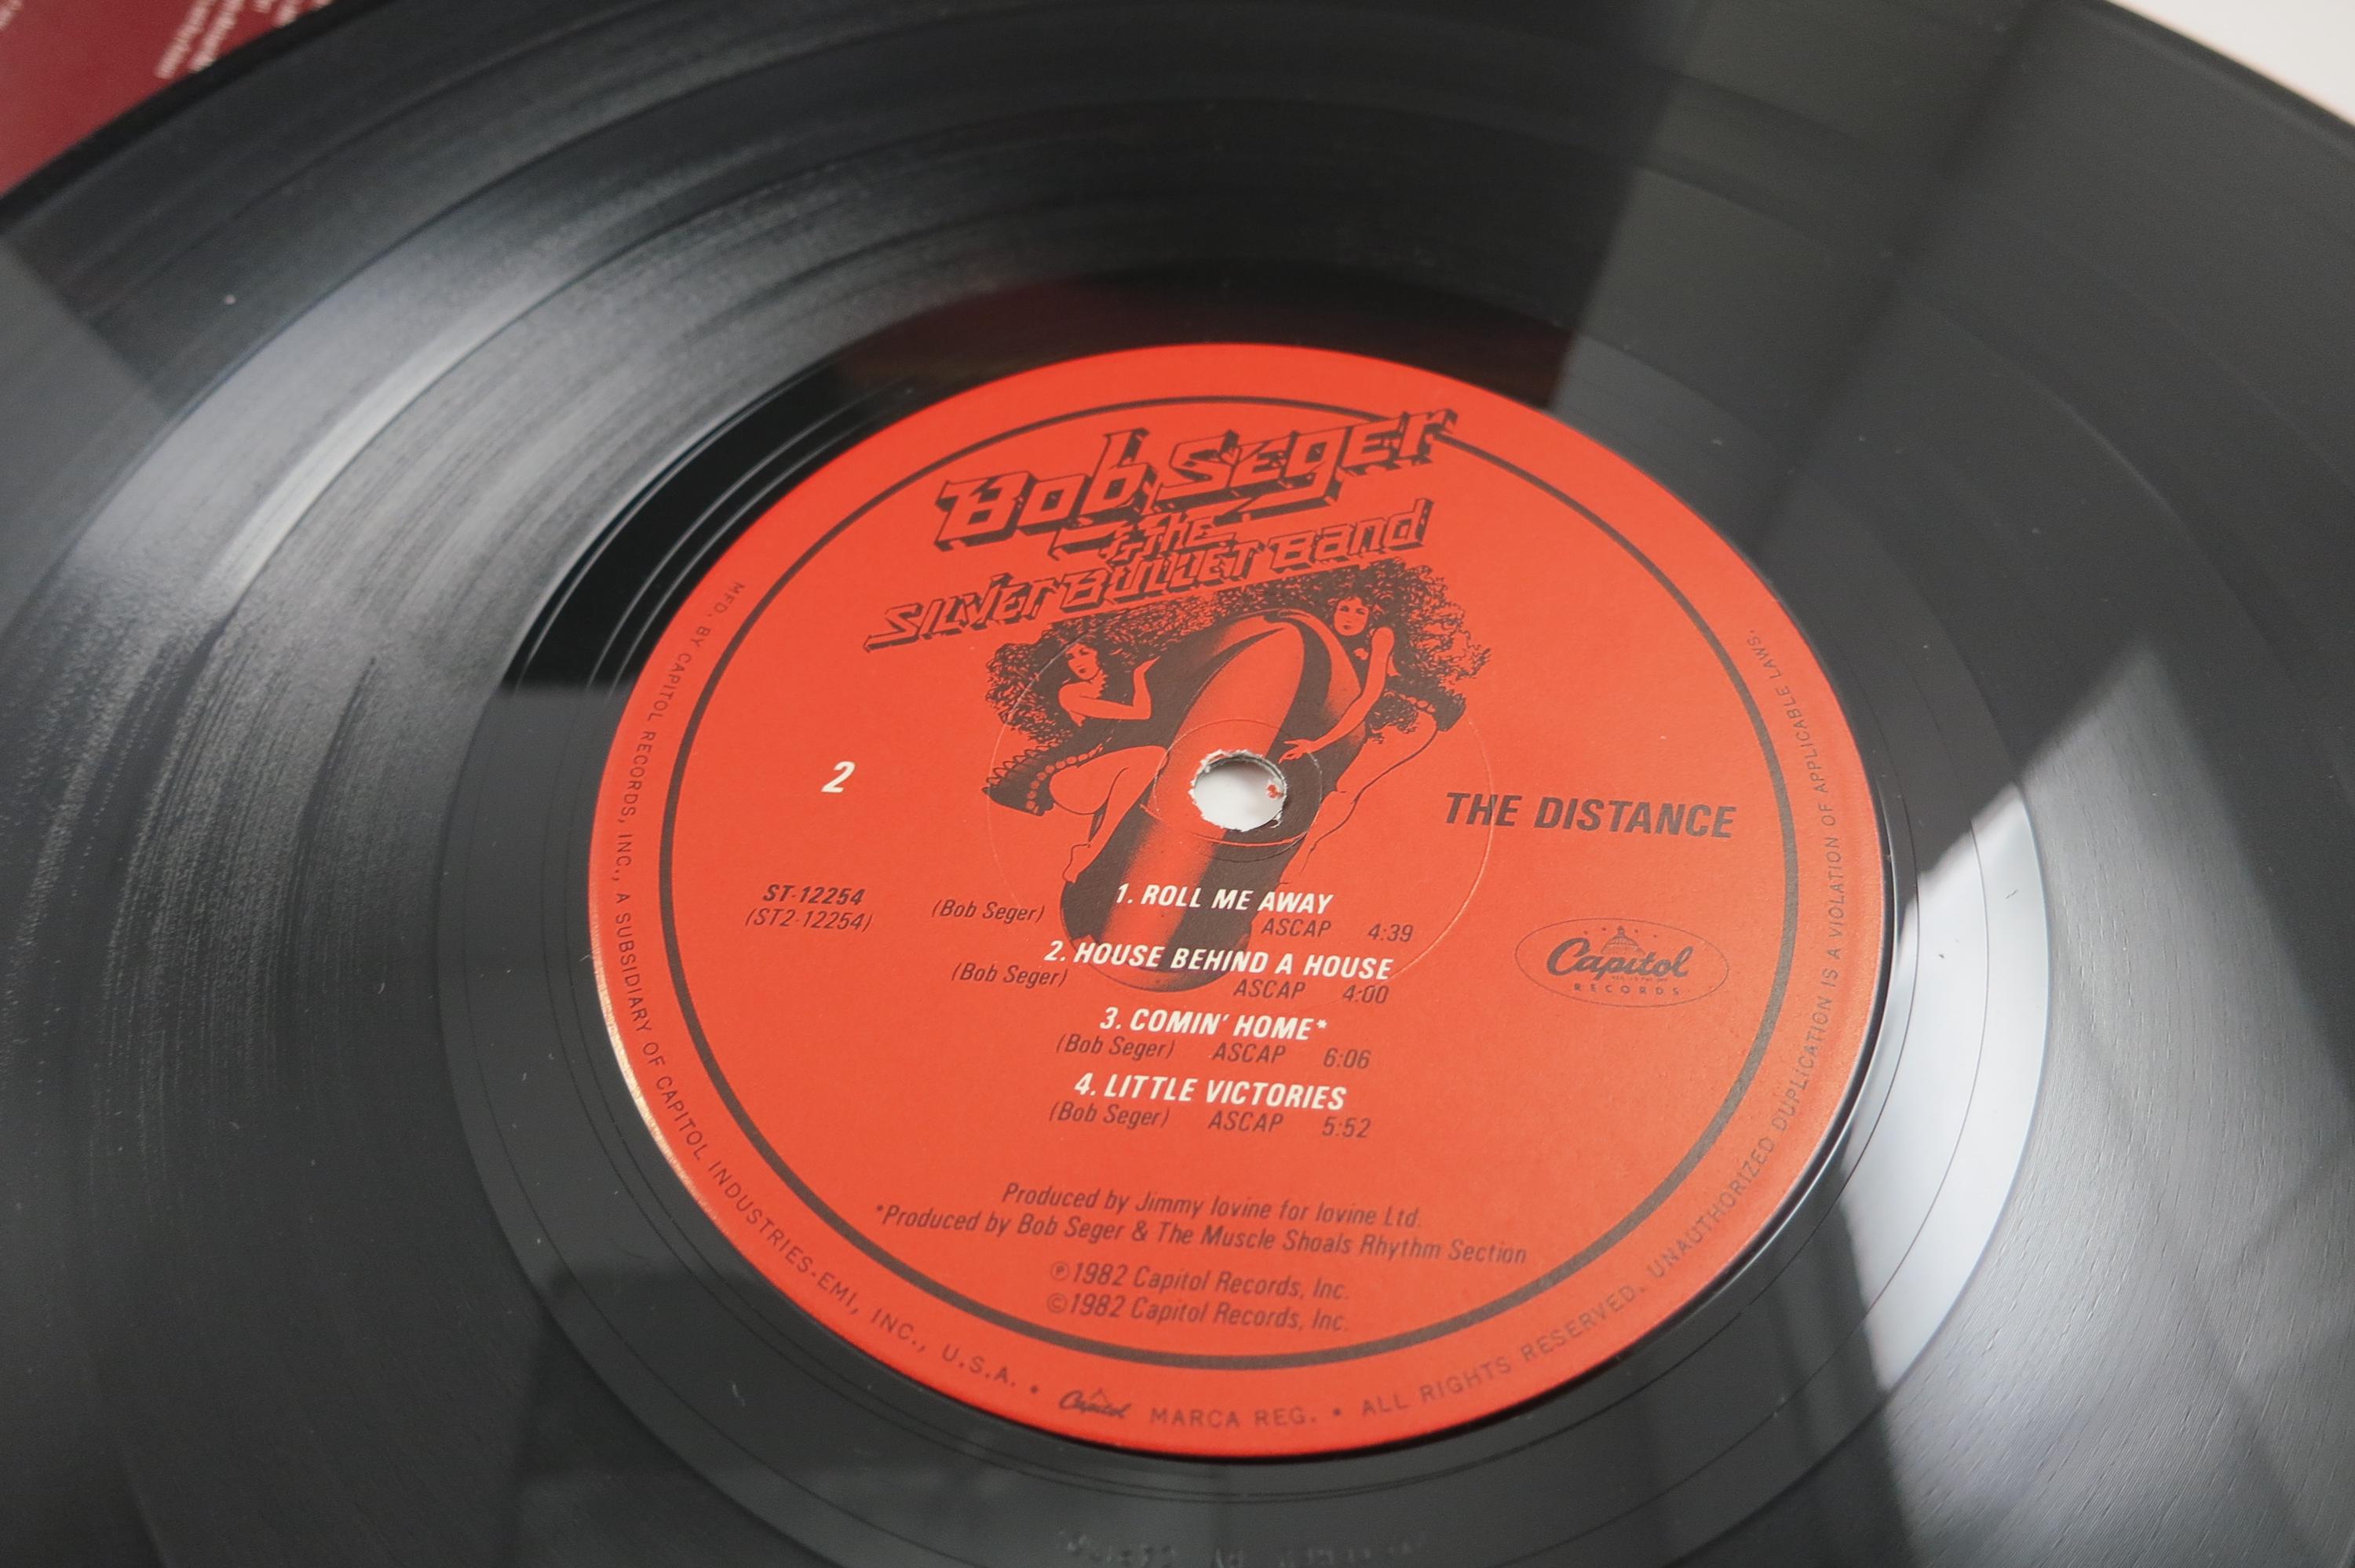 Bob Seger
& the
Silver Bullet Band
2
THE DISTANCE
ST-12254
(ST2-12254)
1. ROLL ME AWAY
(Bob Seger) ASCAP 4:39
2. HOUSE BEHIND A HOUSE
(Bob Seger) ASCAP 4:00
3. COMIN' HOME*
(Bob Seger) ASCAP 6:06
4. LITTLE VICTORIES
(Bob Seger) ASCAP 5:52
Capitol
RECORDS
Produced by Jimmy Iovine for Iovine Ltd.
*Produced by Bob Seger & The Muscle Shoals Rhythm Section
℗1982 Capitol Records, Inc.
©1982 Capitol Records, Inc.
MFD. BY CAPITOL RECORDS, INC., A SUBSIDIARY OF CAPITOL INDUSTRIES-EMI, INC., U.S.A. • Capitol MARCA REG. • ALL RIGHTS RESERVED. UNAUTHORIZED DUPLICATION IS A VIOLATION OF APPLICABLE LAWS.